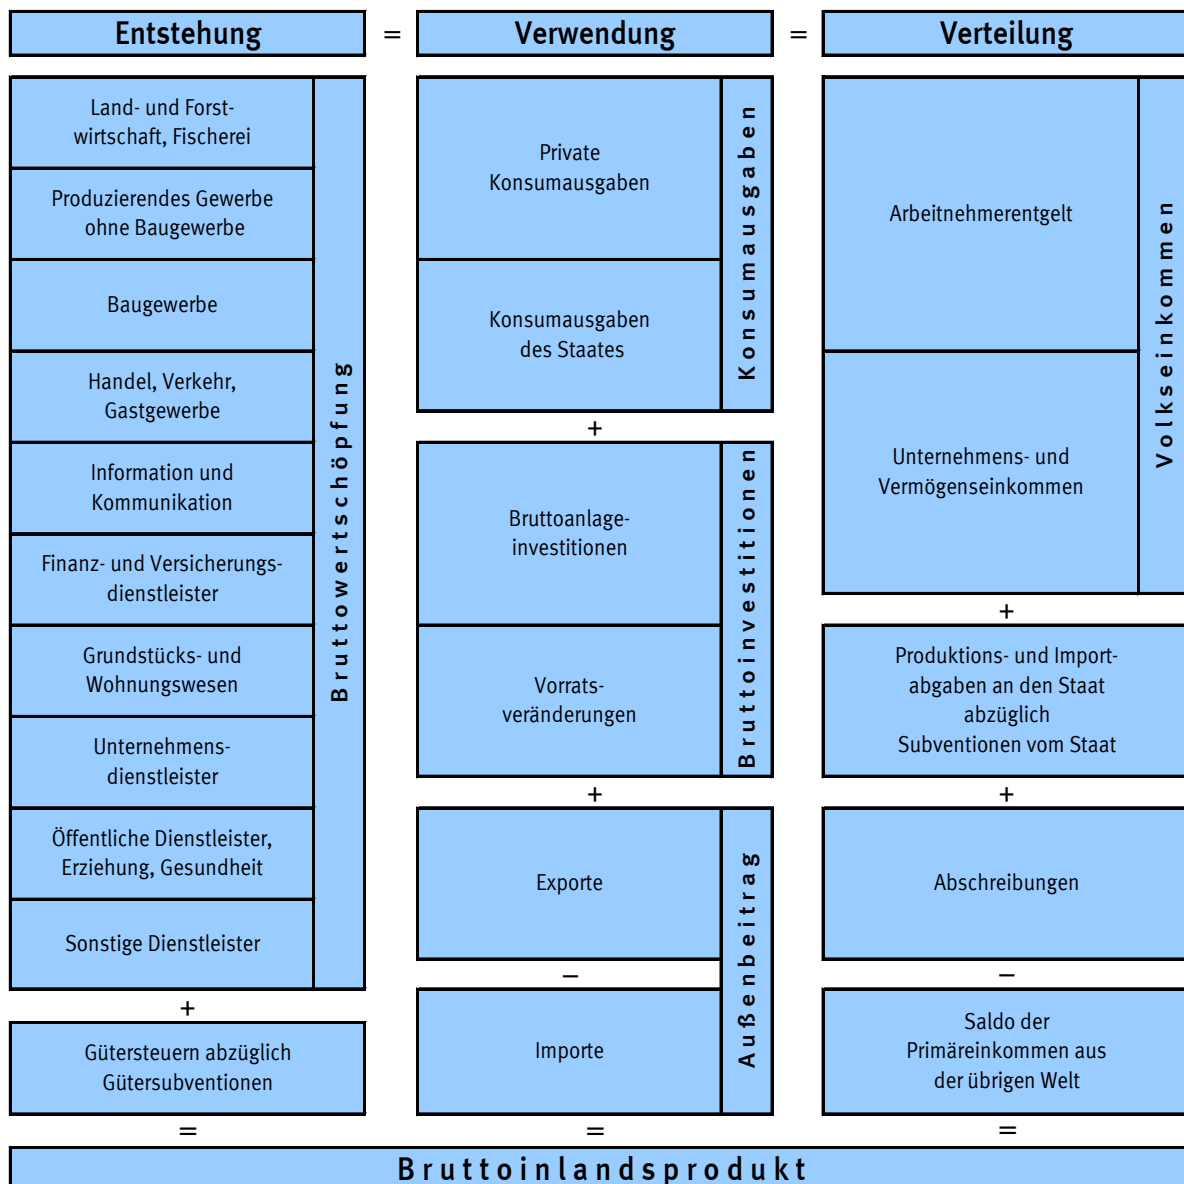 Entstehung
=
Verwendung
=
Verteilung
Land- und Forst-
wirtschaft, Fischerei
Produzierendes Gewerbe
ohne Baugewerbe
Baugewerbe
Handel, Verkehr,
Gastgewerbe
Information und
Kommunikation
Finanz- und Versicherungs-
dienstleister
Grundstücks- und
Wohnungswesen
Unternehmens-
dienstleister
Öffentliche Dienstleister,
Erziehung, Gesundheit
Sonstige Dienstleister
Bruttowertschöpfung
+
Gütersteuern abzüglich
Gütersubventionen
=
Private
Konsumausgaben
Konsumausgaben
des Staates
Konsumausgaben
+
Bruttoanlage-
investitionen
Vorrats-
veränderungen
Bruttoinvestitionen
+
Exporte
–
Importe
Außenbeitrag
=
Arbeitnehmerentgelt
Unternehmens- und
Vermögenseinkommen
Volkseinkommen
+
Produktions- und Import-
abgaben an den Staat
abzüglich
Subventionen vom Staat
+
Abschreibungen
–
Saldo der
Primäreinkommen aus
der übrigen Welt
=
Bruttoinlandsprodukt